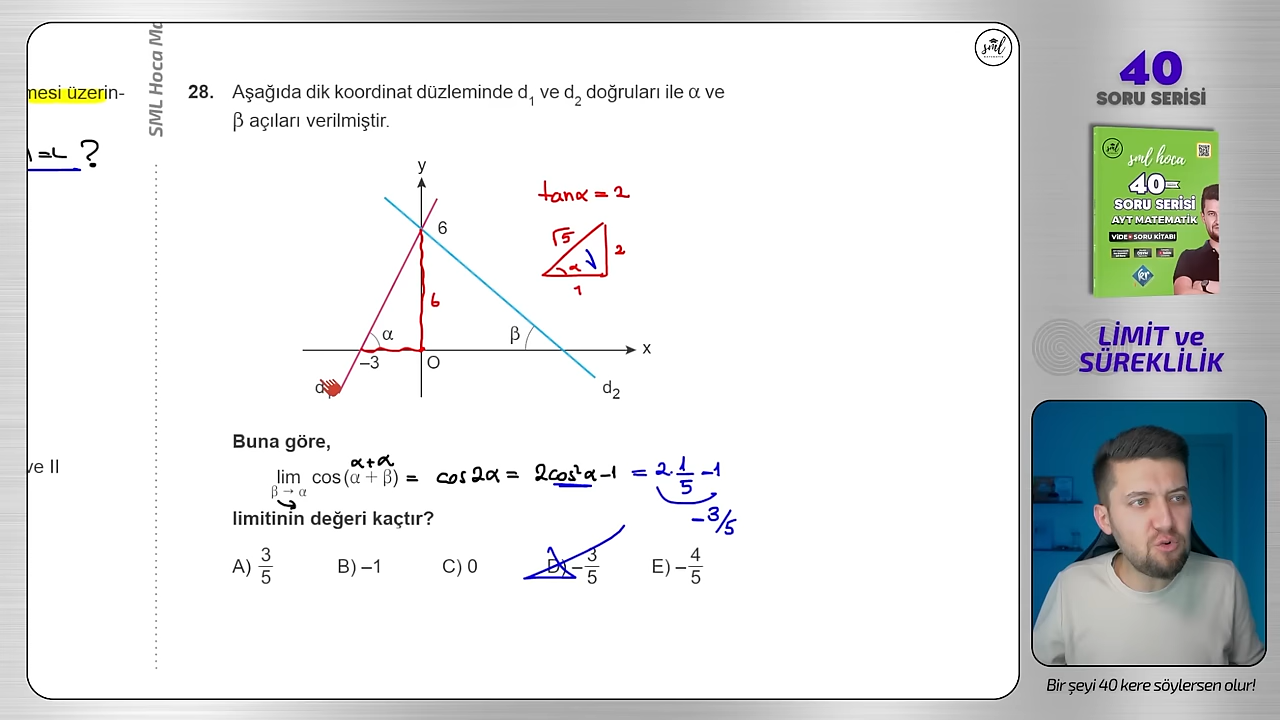 mesi üzerin-
SML Hoca
?
ve II
28. Aşağıda dik koordinat düzleminde d1 ve d2 doğruları ile α ve
β açıları verilmiştir.
y
6
6
α
β
x
-3
O
d2
tanα = 2
√5
2
α
1
Buna göre,
α+α
lim cos(α + β) = cos2α = 2cos²α-1 = 2·1/5 -1
β → α
-3/5
limitinin değeri kaçtır?
A) 3/5 B) –1 C) 0 D) –3/5 E) –4/5
sml
40
SORU SERİSİ
sml hoca
40
SORU SERİSİ
AYT MATEMATİK
VİDEO SORU KİTABI
LİMİT ve
SÜREKLİLİK
Bir şeyi 40 kere söylersen olur!